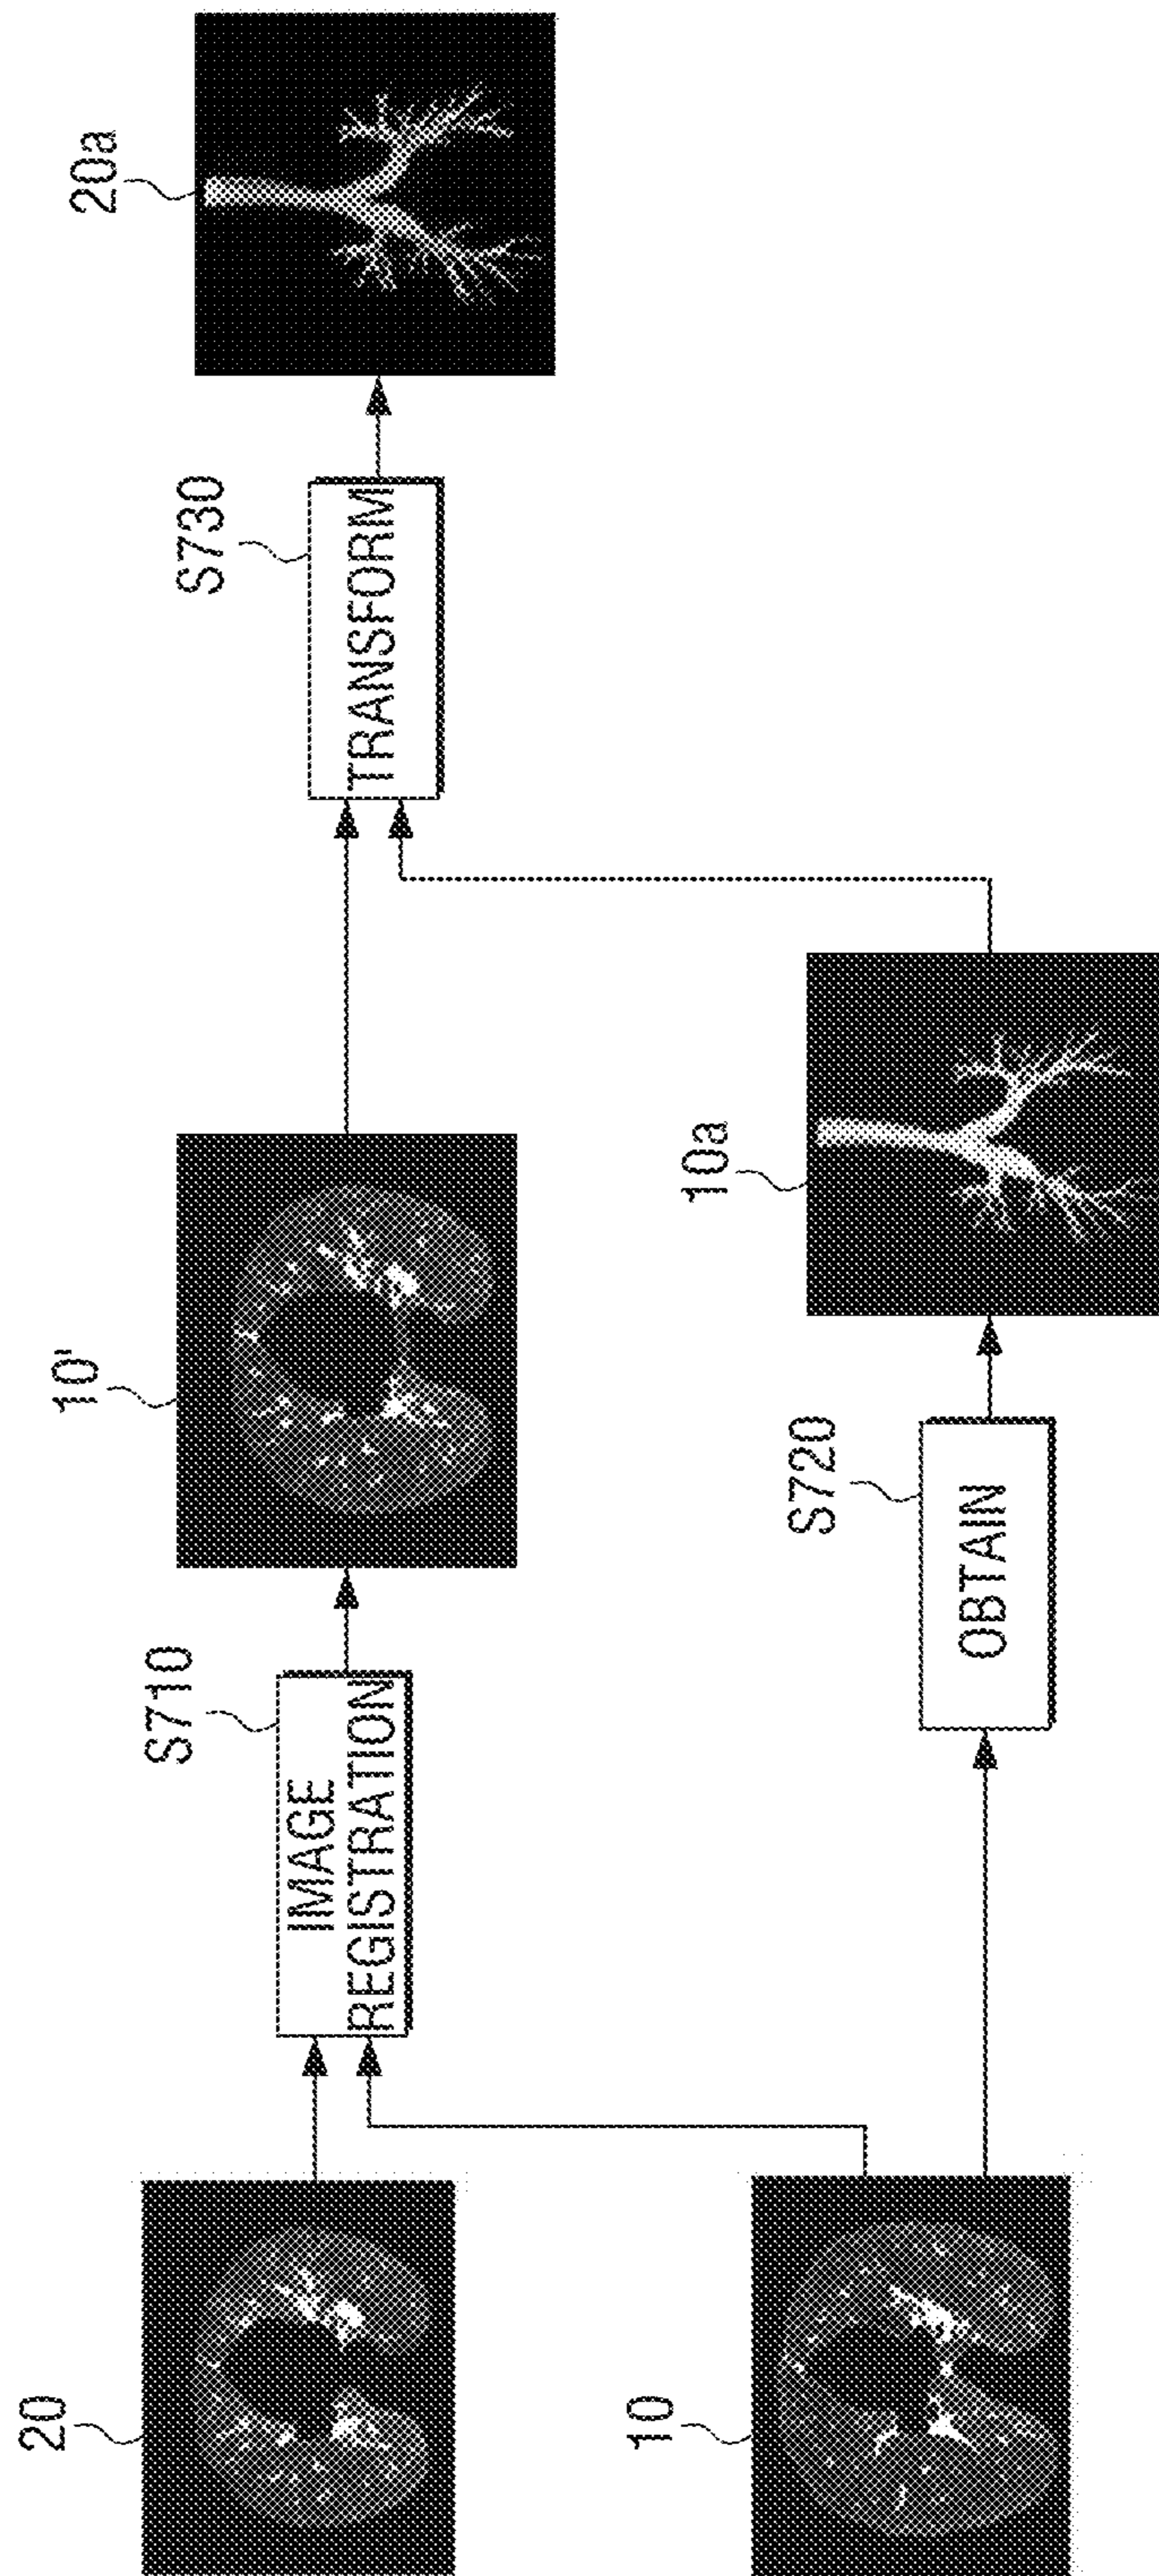 20
S710
IMAGE
REGISTRATION
10'
S730
TRANSFORM
20a
10
S720
OBTAIN
10a